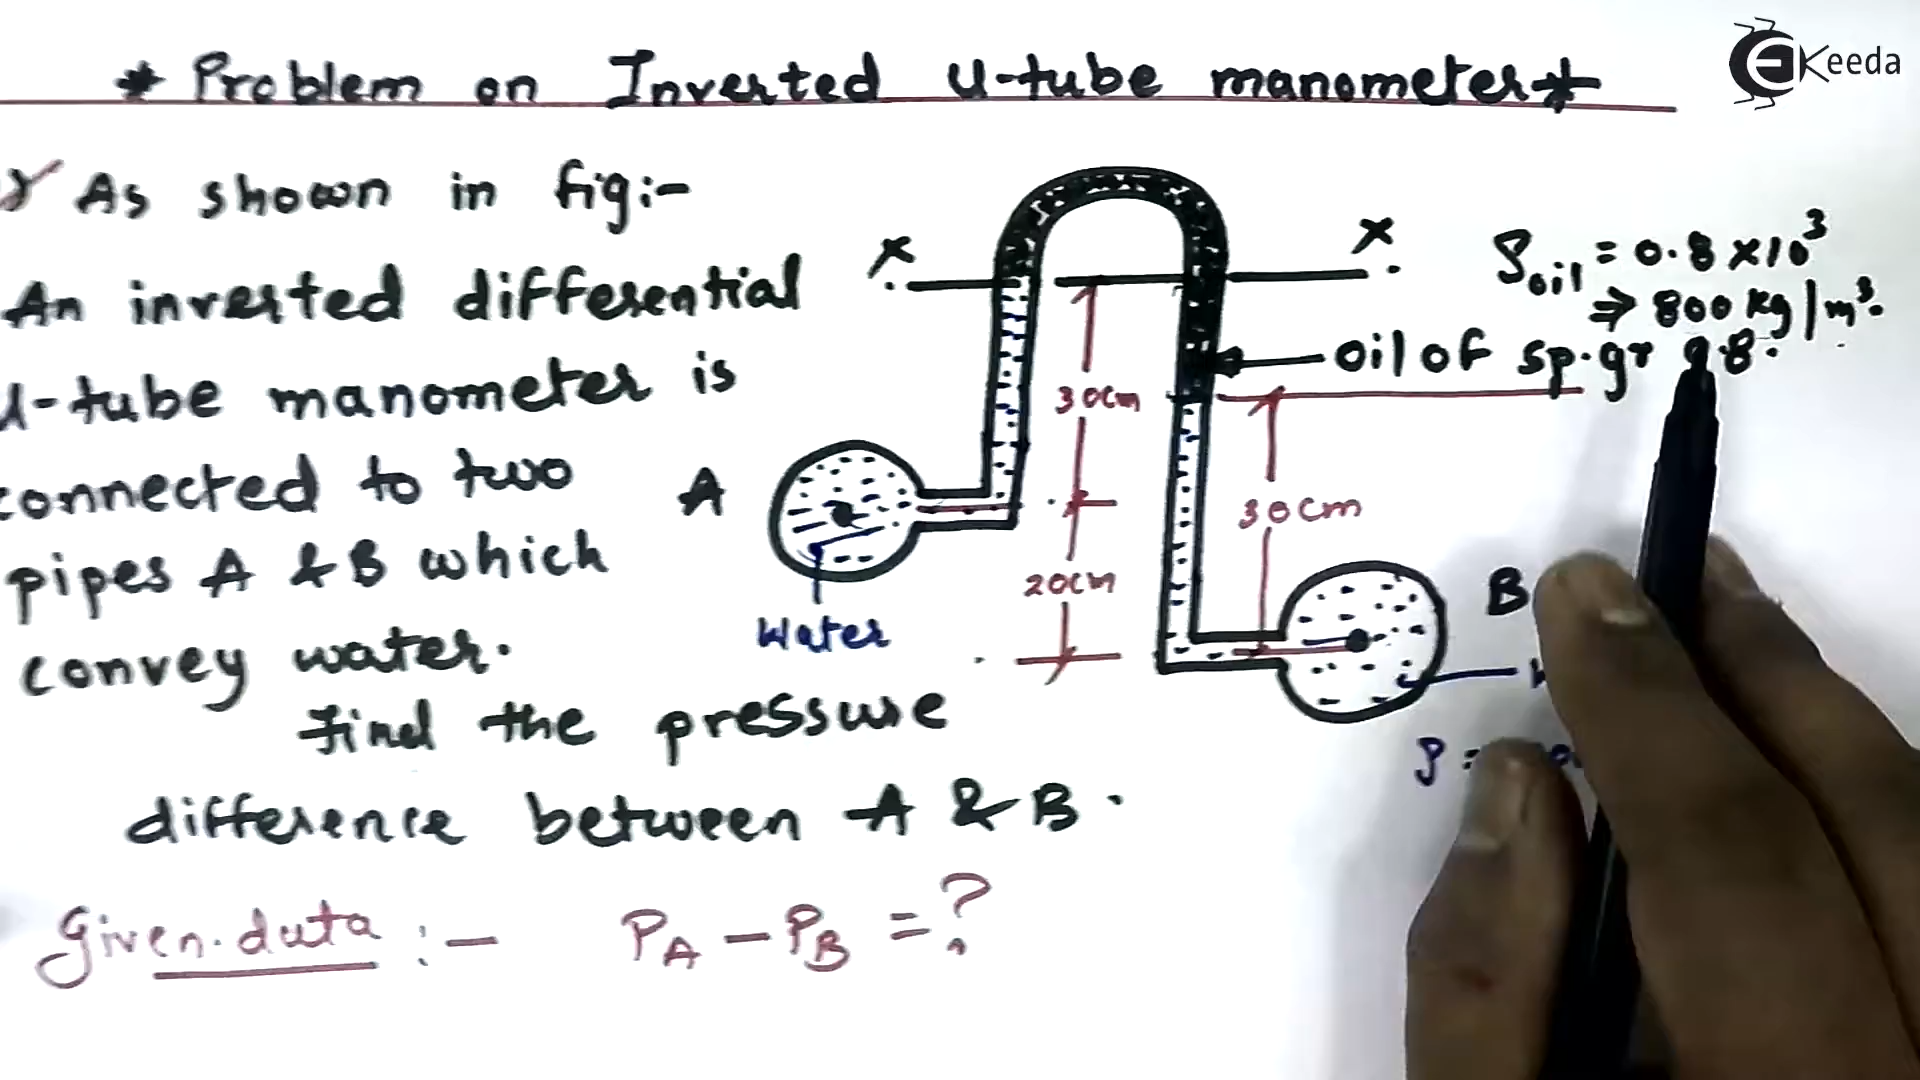 * Problem on Inverted U-tube manometer *
EKeeda
As shown in fig:-
An inverted differential
U-tube manometer is
connected to two
pipes A & B which
convey water.
Find the pressure
difference between A & B.
Given data :- PA - PB = ?
X X
ρoil = 0.8 × 10³
⇒ 800 kg/m³.
oil of sp.gr 0.8.
30cm
A
30cm
20cm
B
Water
ρ =